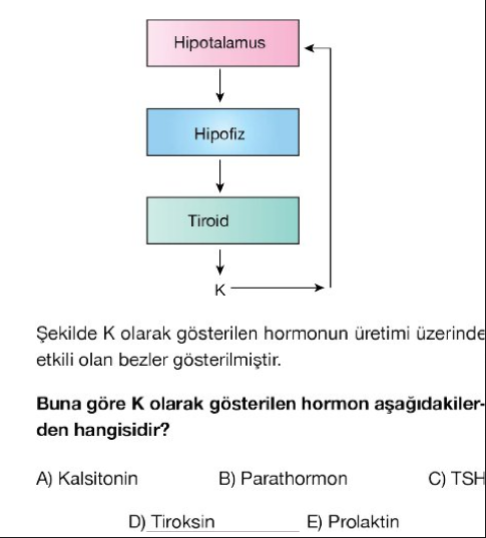 Hipotalamus
Hipofiz
Tiroid
K
Şekilde K olarak gösterilen hormonun üretimi üzerinde
etkili olan bezler gösterilmiştir.
Buna göre K olarak gösterilen hormon aşağıdakiler-
den hangisidir?
A) Kalsitonin B) Parathormon C) TSH
D) Tiroksin E) Prolaktin